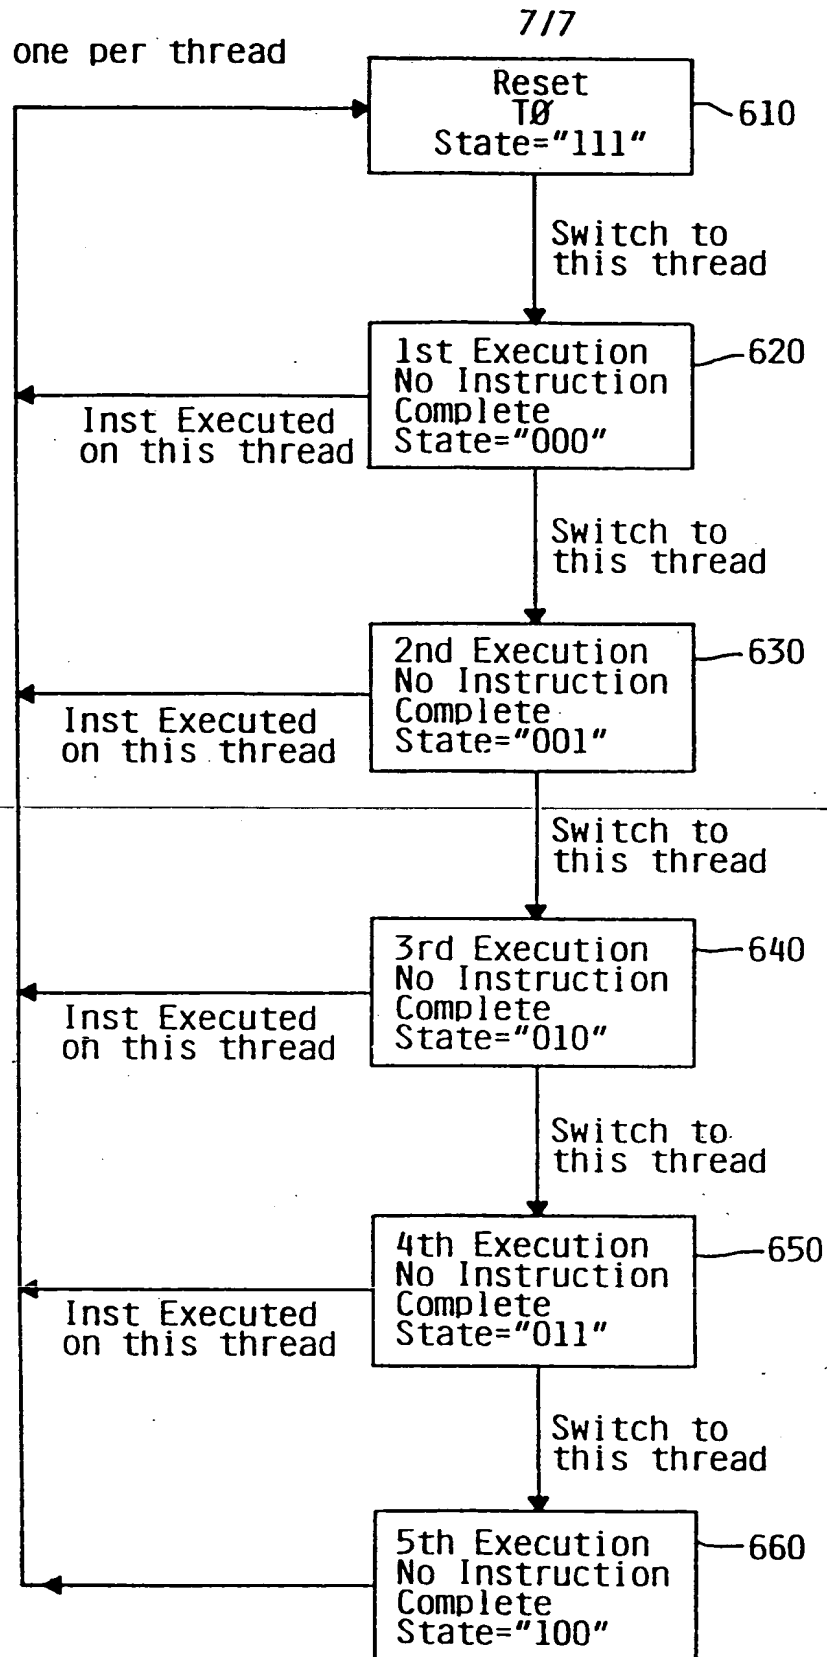 7/7
one per thread
Reset
TØ
State="111"
610
Switch to
this thread
1st Execution
No Instruction
Complete
State="000"
620
Inst Executed
on this thread
Switch to
this thread
2nd Execution
No Instruction
Complete
State="001"
630
Inst Executed
on this thread
Switch to
this thread
3rd Execution
No Instruction
Complete
State="010"
640
Inst Executed
on this thread
Switch to
this thread
4th Execution
No Instruction
Complete
State="011"
650
Inst Executed
on this thread
Switch to
this thread
5th Execution
No Instruction
Complete
State="100"
660